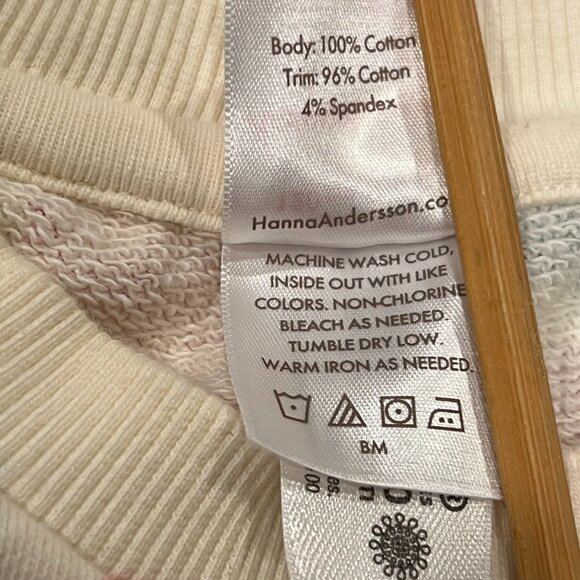 Body: 100% Cotton
Trim: 96% Cotton
4% Spandex
HannaAndersson.co
MACHINE WASH COLD,
INSIDE OUT WITH LIKE
COLORS. NON-CHLORINE
BLEACH AS NEEDED.
TUMBLE DRY LOW.
WARM IRON AS NEEDED.
BM